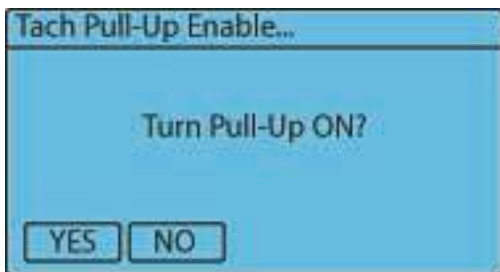 Tach Pull-Up Enable...
Turn Pull-Up ON?
YES NO